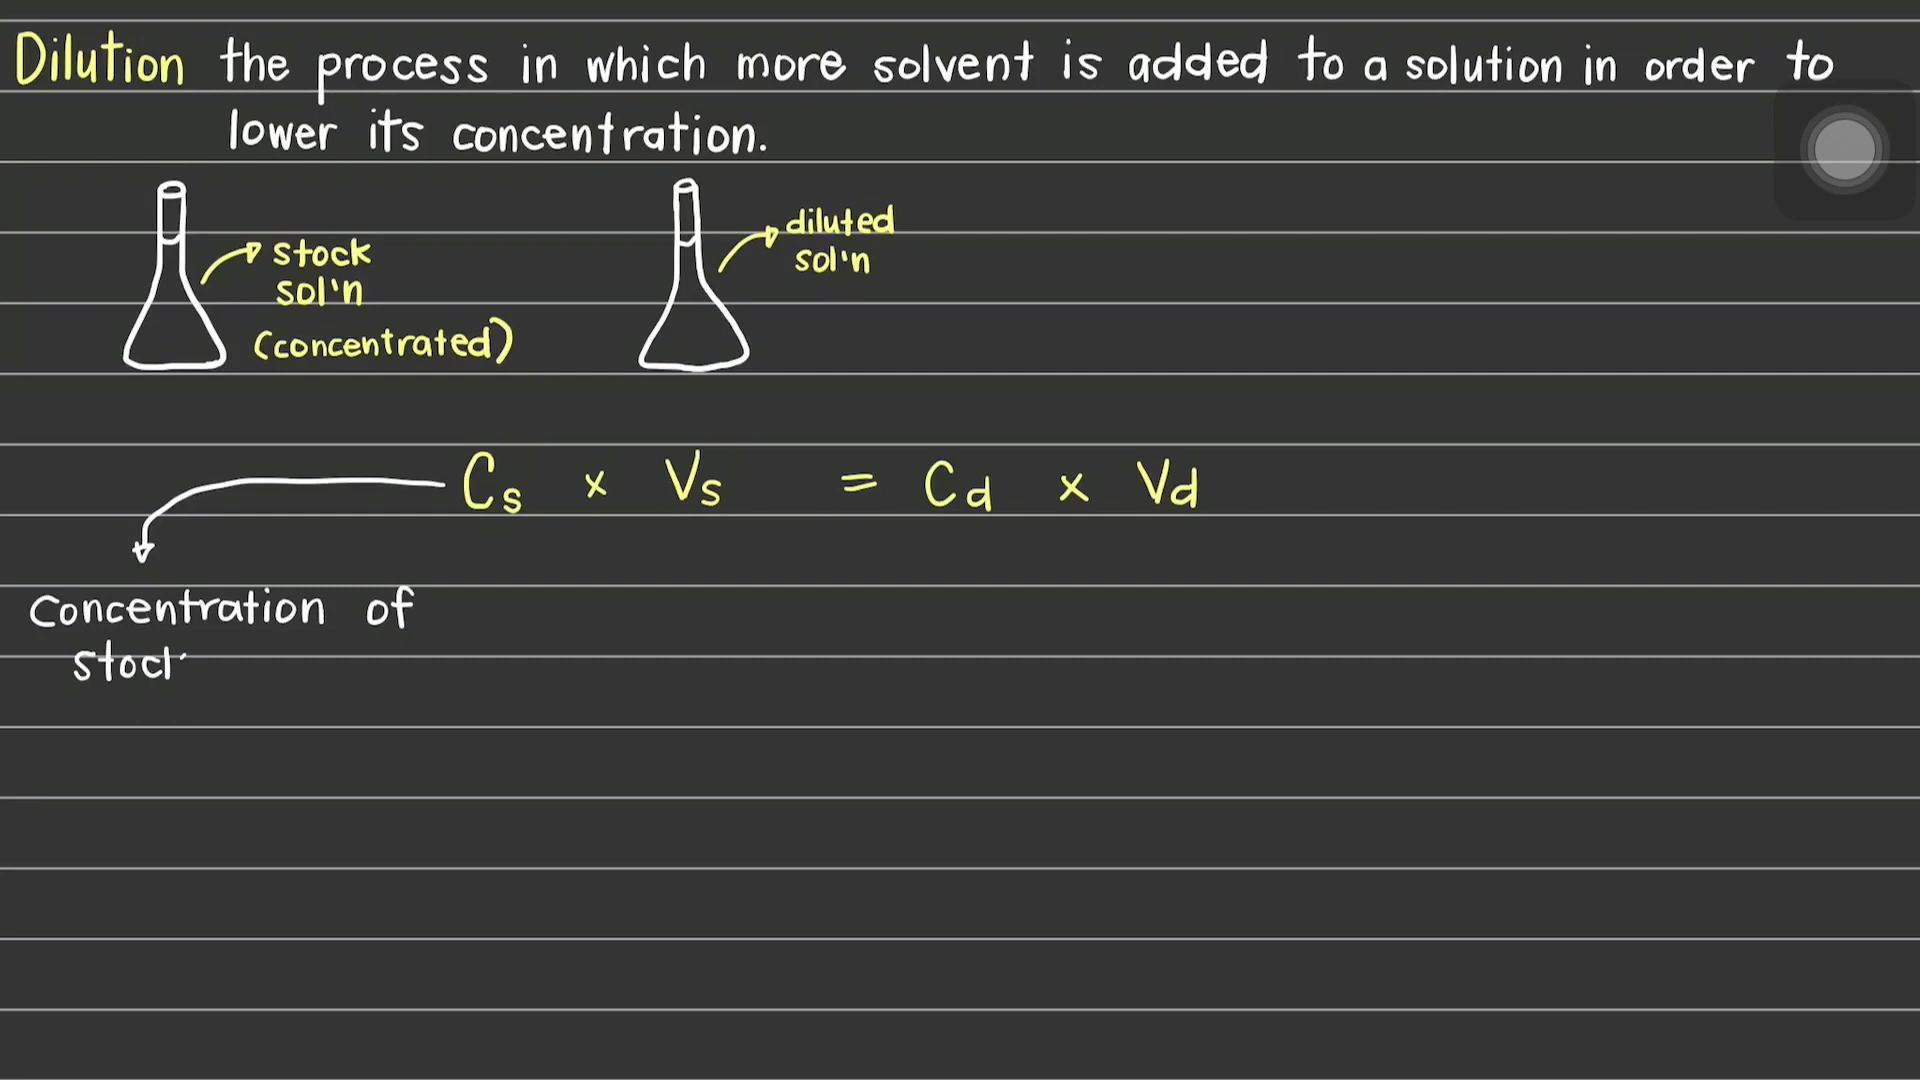 Dilution the process in which more solvent is added to a solution in order to
lower its concentration.
stock
sol'n
(concentrated)
diluted
sol'n
Cs x Vs = Cd x Vd
Concentration of